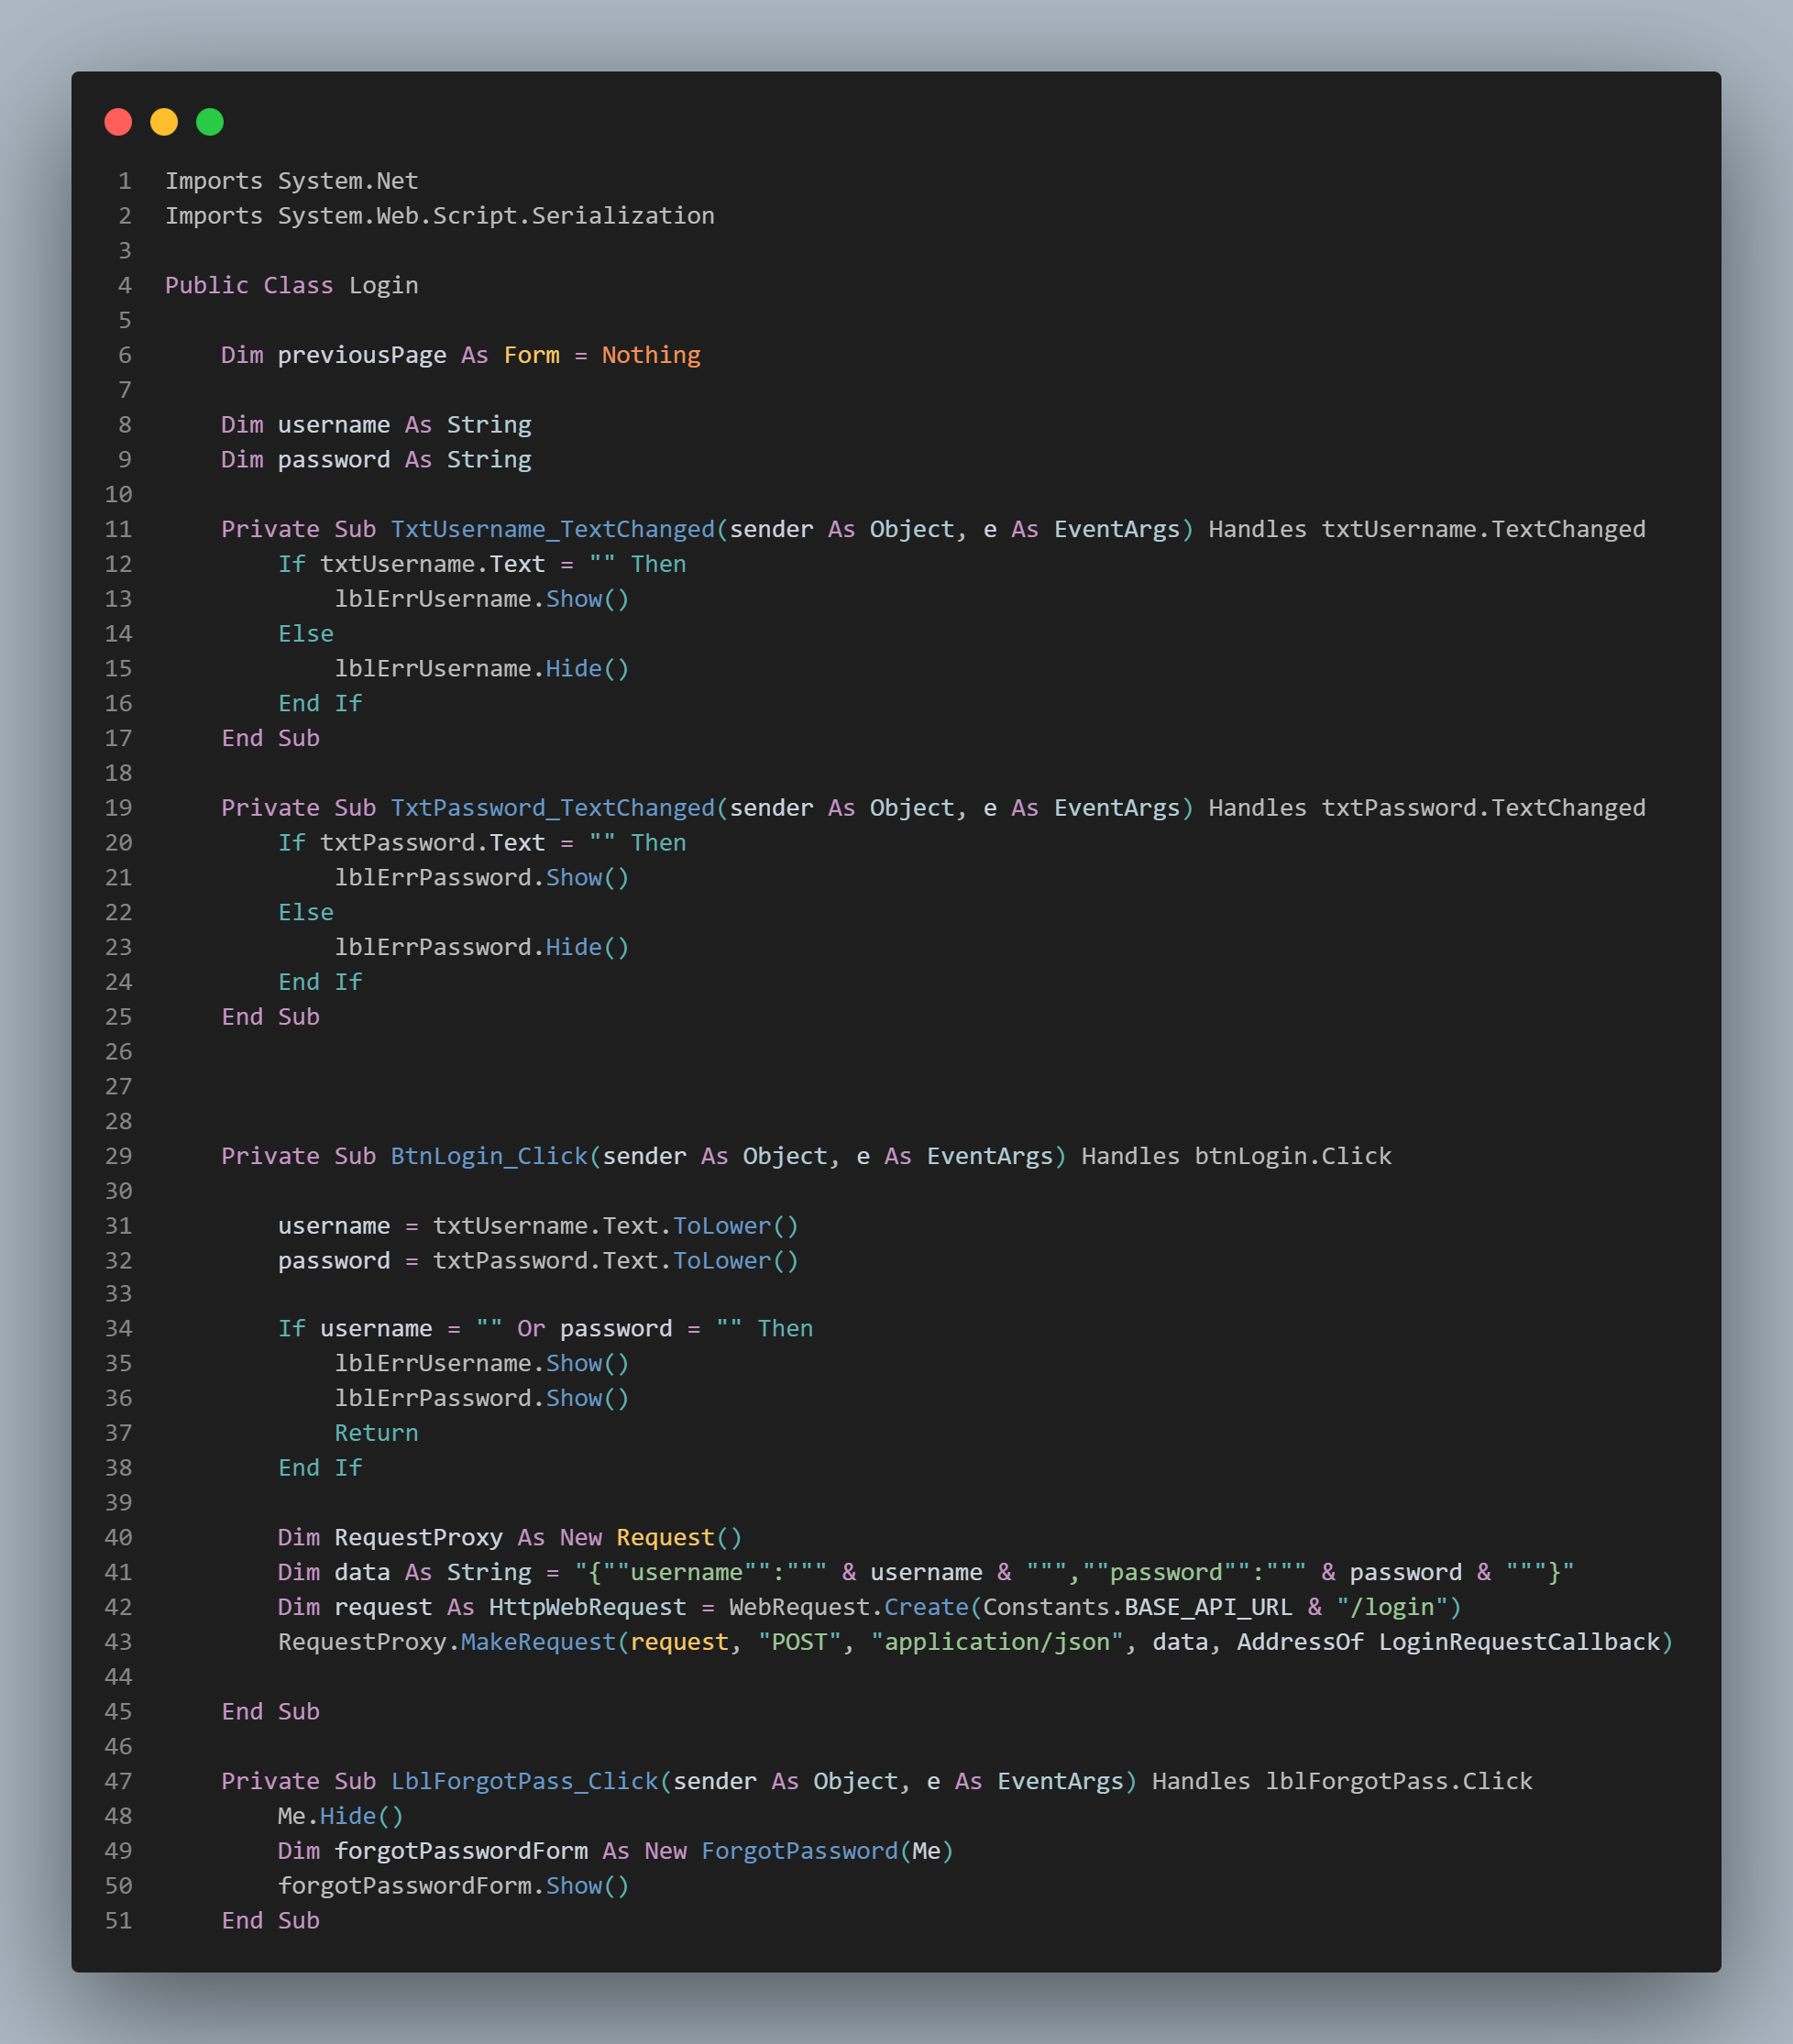 1 Imports System.Net
2 Imports System.Web.Script.Serialization
3
4 Public Class Login
5
6     Dim previousPage As Form = Nothing
7
8     Dim username As String
9     Dim password As String
10
11     Private Sub TxtUsername_TextChanged(sender As Object, e As EventArgs) Handles txtUsername.TextChanged
12         If txtUsername.Text = "" Then
13             lblErrUsername.Show()
14         Else
15             lblErrUsername.Hide()
16         End If
17     End Sub
18
19     Private Sub TxtPassword_TextChanged(sender As Object, e As EventArgs) Handles txtPassword.TextChanged
20         If txtPassword.Text = "" Then
21             lblErrPassword.Show()
22         Else
23             lblErrPassword.Hide()
24         End If
25     End Sub
26
27
28
29     Private Sub BtnLogin_Click(sender As Object, e As EventArgs) Handles btnLogin.Click
30
31         username = txtUsername.Text.ToLower()
32         password = txtPassword.Text.ToLower()
33
34         If username = "" Or password = "" Then
35             lblErrUsername.Show()
36             lblErrPassword.Show()
37             Return
38         End If
39
40         Dim RequestProxy As New Request()
41         Dim data As String = "{""username"":""" & username & """,""password"":""" & password & """}"
42         Dim request As HttpWebRequest = WebRequest.Create(Constants.BASE_API_URL & "/login")
43         RequestProxy.MakeRequest(request, "POST", "application/json", data, AddressOf LoginRequestCallback)
44
45     End Sub
46
47     Private Sub LblForgotPass_Click(sender As Object, e As EventArgs) Handles lblForgotPass.Click
48         Me.Hide()
49         Dim forgotPasswordForm As New ForgotPassword(Me)
50         forgotPasswordForm.Show()
51     End Sub